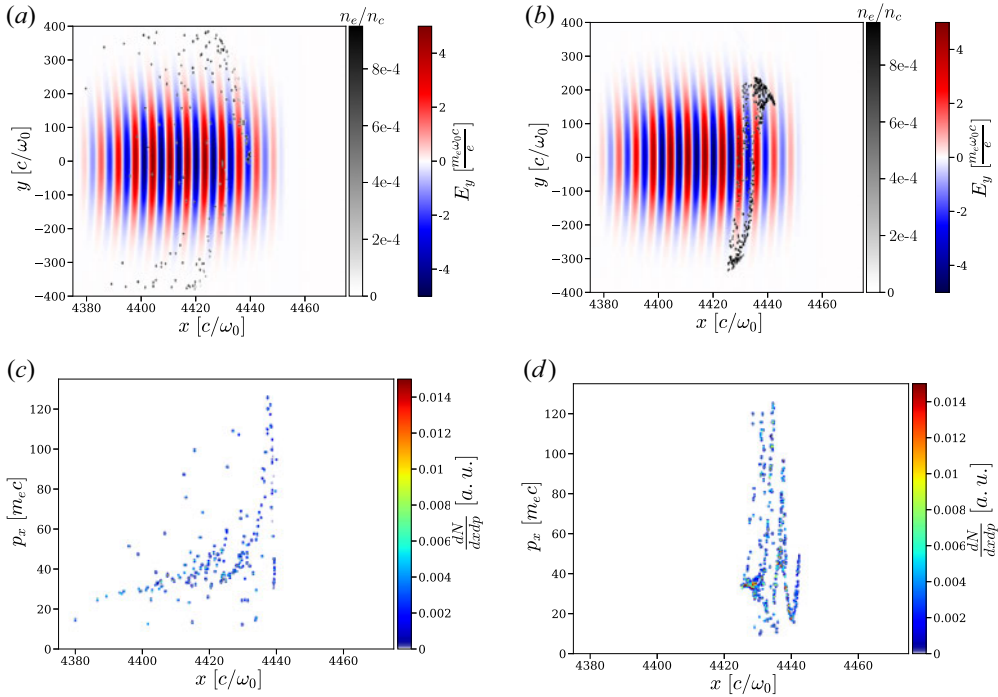 (a)
n_e/n_c
400
300
200
100
0
−100
−200
−300
−400
y [c/ω_0]
4380 4400 4420 4440 4460
x [c/ω_0]
8e-4
6e-4
4e-4
2e-4
0
4
2
0
−2
−4
E_y [m_eω_0c/e]
(b)
n_e/n_c
400
300
200
100
0
−100
−200
−300
−400
y [c/ω_0]
4380 4400 4420 4440 4460
x [c/ω_0]
8e-4
6e-4
4e-4
2e-4
0
4
2
0
−2
−4
E_y [m_eω_0c/e]
(c)
120
100
80
60
40
20
0
p_x [m_ec]
4380 4400 4420 4440 4460
x [c/ω_0]
0.014
0.012
0.010
0.008
0.006
0.004
0.002
0
dN/dxdp [a. u.]
(d)
120
100
80
60
40
20
0
p_x [m_ec]
4380 4400 4420 4440 4460
x [c/ω_0]
0.014
0.012
0.010
0.008
0.006
0.004
0.002
0
dN/dxdp [a. u.]